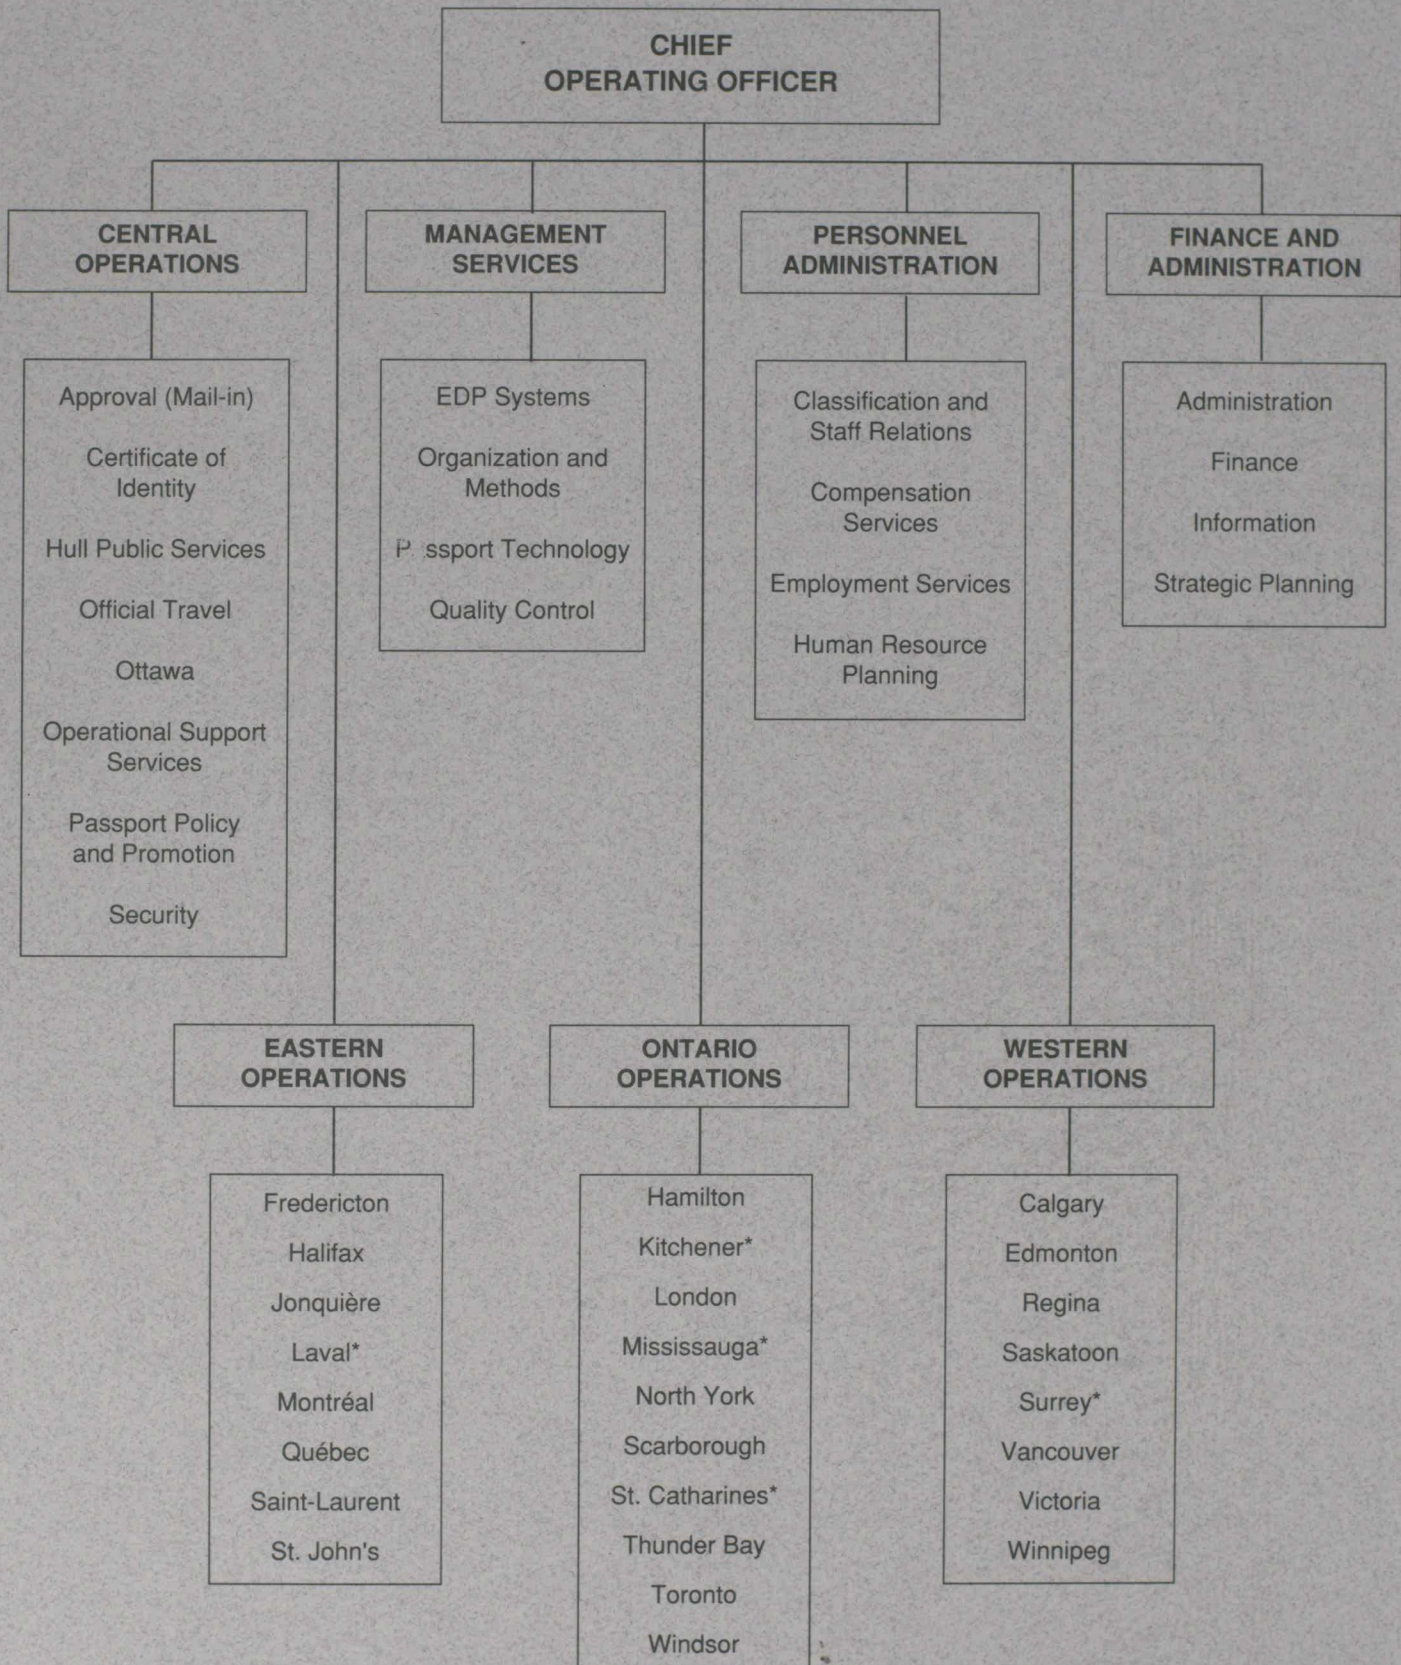 CHIEF
OPERATING OFFICER
CENTRAL
OPERATIONS
MANAGEMENT
SERVICES
PERSONNEL
ADMINISTRATION
FINANCE AND
ADMINISTRATION
Approval (Mail-in)
Certificate of
Identity
Hull Public Services
Official Travel
Ottawa
Operational Support
Services
Passport Policy
and Promotion
Security
EDP Systems
Organization and
Methods
P ssport Technology
Quality Control
Classification and
Staff Relations
Compensation
Services
Employment Services
Human Resource
Planning
Administration
Finance
Information
Strategic Planning
EASTERN
OPERATIONS
ONTARIO
OPERATIONS
WESTERN
OPERATIONS
Fredericton
Halifax
Jonquière
Laval*
Montréal
Québec
Saint-Laurent
St. John's
Hamilton
Kitchener*
London
Mississauga*
North York
Scarborough
St. Catharines*
Thunder Bay
Toronto
Windsor
Calgary
Edmonton
Regina
Saskatoon
Surrey*
Vancouver
Victoria
Winnipeg